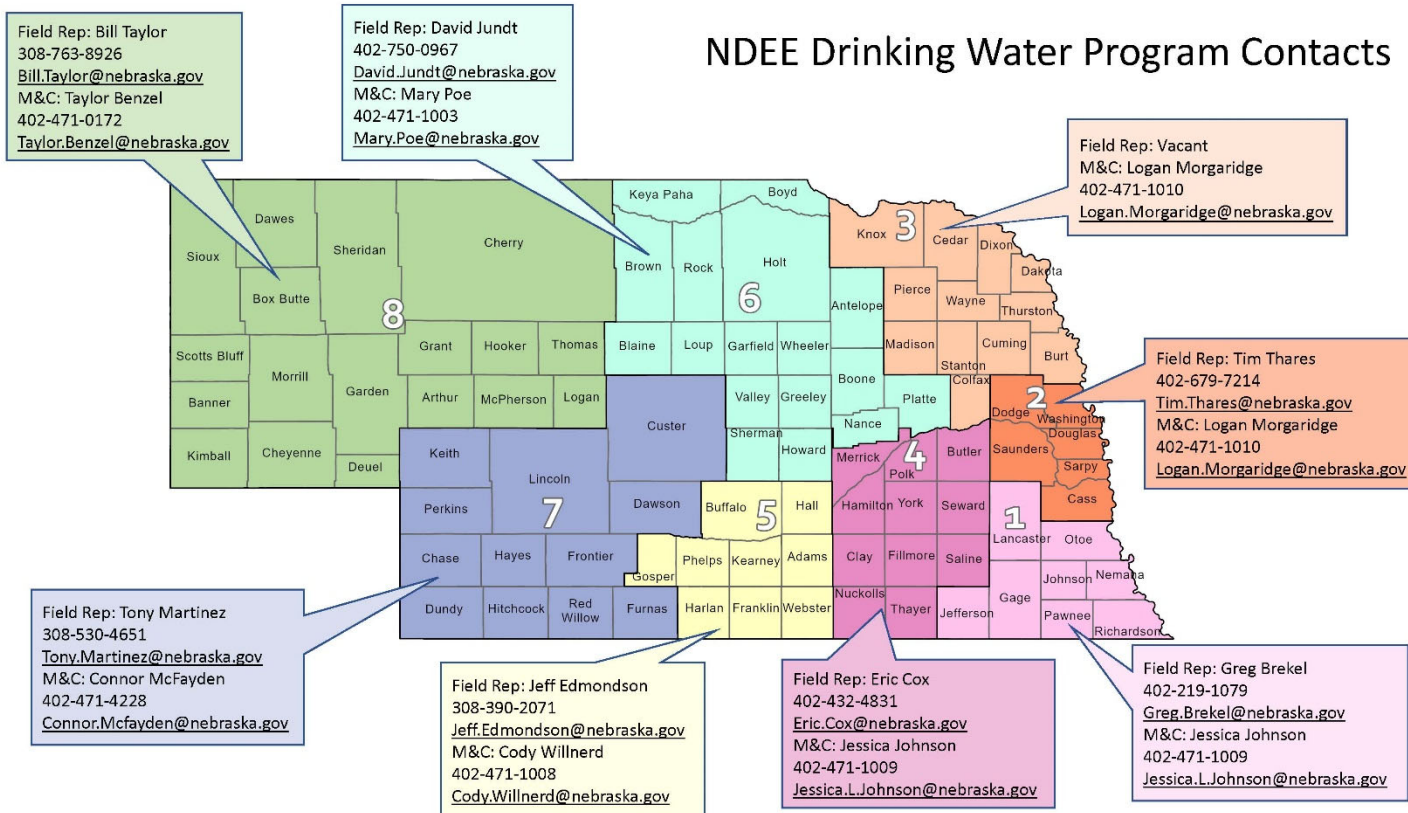 NDEE Drinking Water Program Contacts
Field Rep: Bill Taylor
308-763-8926
Bill.Taylor@nebraska.gov
M&C: Taylor Benzel
402-471-0172
Taylor.Benzel@nebraska.gov
Field Rep: David Jundt
402-750-0967
David.Jundt@nebraska.gov
M&C: Mary Poe
402-471-1003
Mary.Poe@nebraska.gov
Field Rep: Vacant
M&C: Logan Morgaridge
402-471-1010
Logan.Morgaridge@nebraska.gov
Field Rep: Tim Thares
402-679-7214
Tim.Thares@nebraska.gov
M&C: Logan Morgaridge
402-471-1010
Logan.Morgaridge@nebraska.gov
8
Sioux
Dawes
Sheridan
Cherry
Box Butte
Scotts Bluff
Morrill
Garden
Grant
Hooker
Thomas
Banner
Arthur
McPherson
Logan
Kimball
Cheyenne
Deuel
6
Keya Paha
Boyd
Brown
Rock
Holt
Antelope
Blaine
Loup
Garfield
Wheeler
Boone
Valley
Greeley
Platte
Nance
Sherman
Howard
3
Knox
Cedar
Dixon
Dakota
Pierce
Wayne
Thurston
Madison
Stanton
Cuming
Burt
Colfax
2
Dodge
Washington
Douglas
Saunders
Sarpy
Cass
7
Custer
Keith
Lincoln
Perkins
Dawson
Chase
Hayes
Frontier
Dundy
Hitchcock
Red
Willow
Furnas
5
Buffalo
Hall
Gosper
Phelps
Kearney
Adams
Harlan
Franklin
Webster
4
Merrick
Polk
Butler
Hamilton
York
Seward
Clay
Fillmore
Saline
Nuckolls
Thayer
1
Lancaster
Otoe
Johnson
Nemaha
Gage
Jefferson
Pawnee
Richardson
Field Rep: Tony Martinez
308-530-4651
Tony.Martinez@nebraska.gov
M&C: Connor McFayden
402-471-4228
Connor.Mcfayden@nebraska.gov
Field Rep: Jeff Edmondson
308-390-2071
Jeff.Edmondson@nebraska.gov
M&C: Cody Willnerd
402-471-1008
Cody.Willnerd@nebraska.gov
Field Rep: Eric Cox
402-432-4831
Eric.Cox@nebraska.gov
M&C: Jessica Johnson
402-471-1009
Jessica.L.Johnson@nebraska.gov
Field Rep: Greg Brekel
402-219-1079
Greg.Brekel@nebraska.gov
M&C: Jessica Johnson
402-471-1009
Jessica.L.Johnson@nebraska.gov